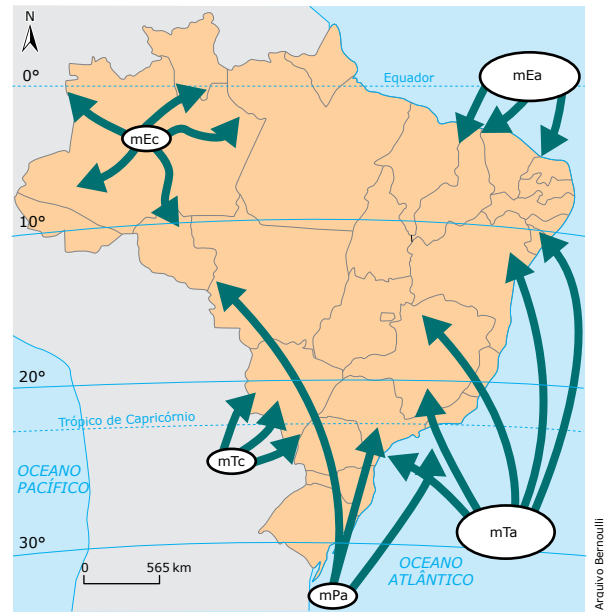 N
mEa
0°
Equador
mEc
10°
20°
Trópico de Capricórnio
mTc
OCEANO
PACÍFICO
mTa
30°
OCEANO
ATLÂNTICO
0
565 km
mPa
Arquivo Bernoulli